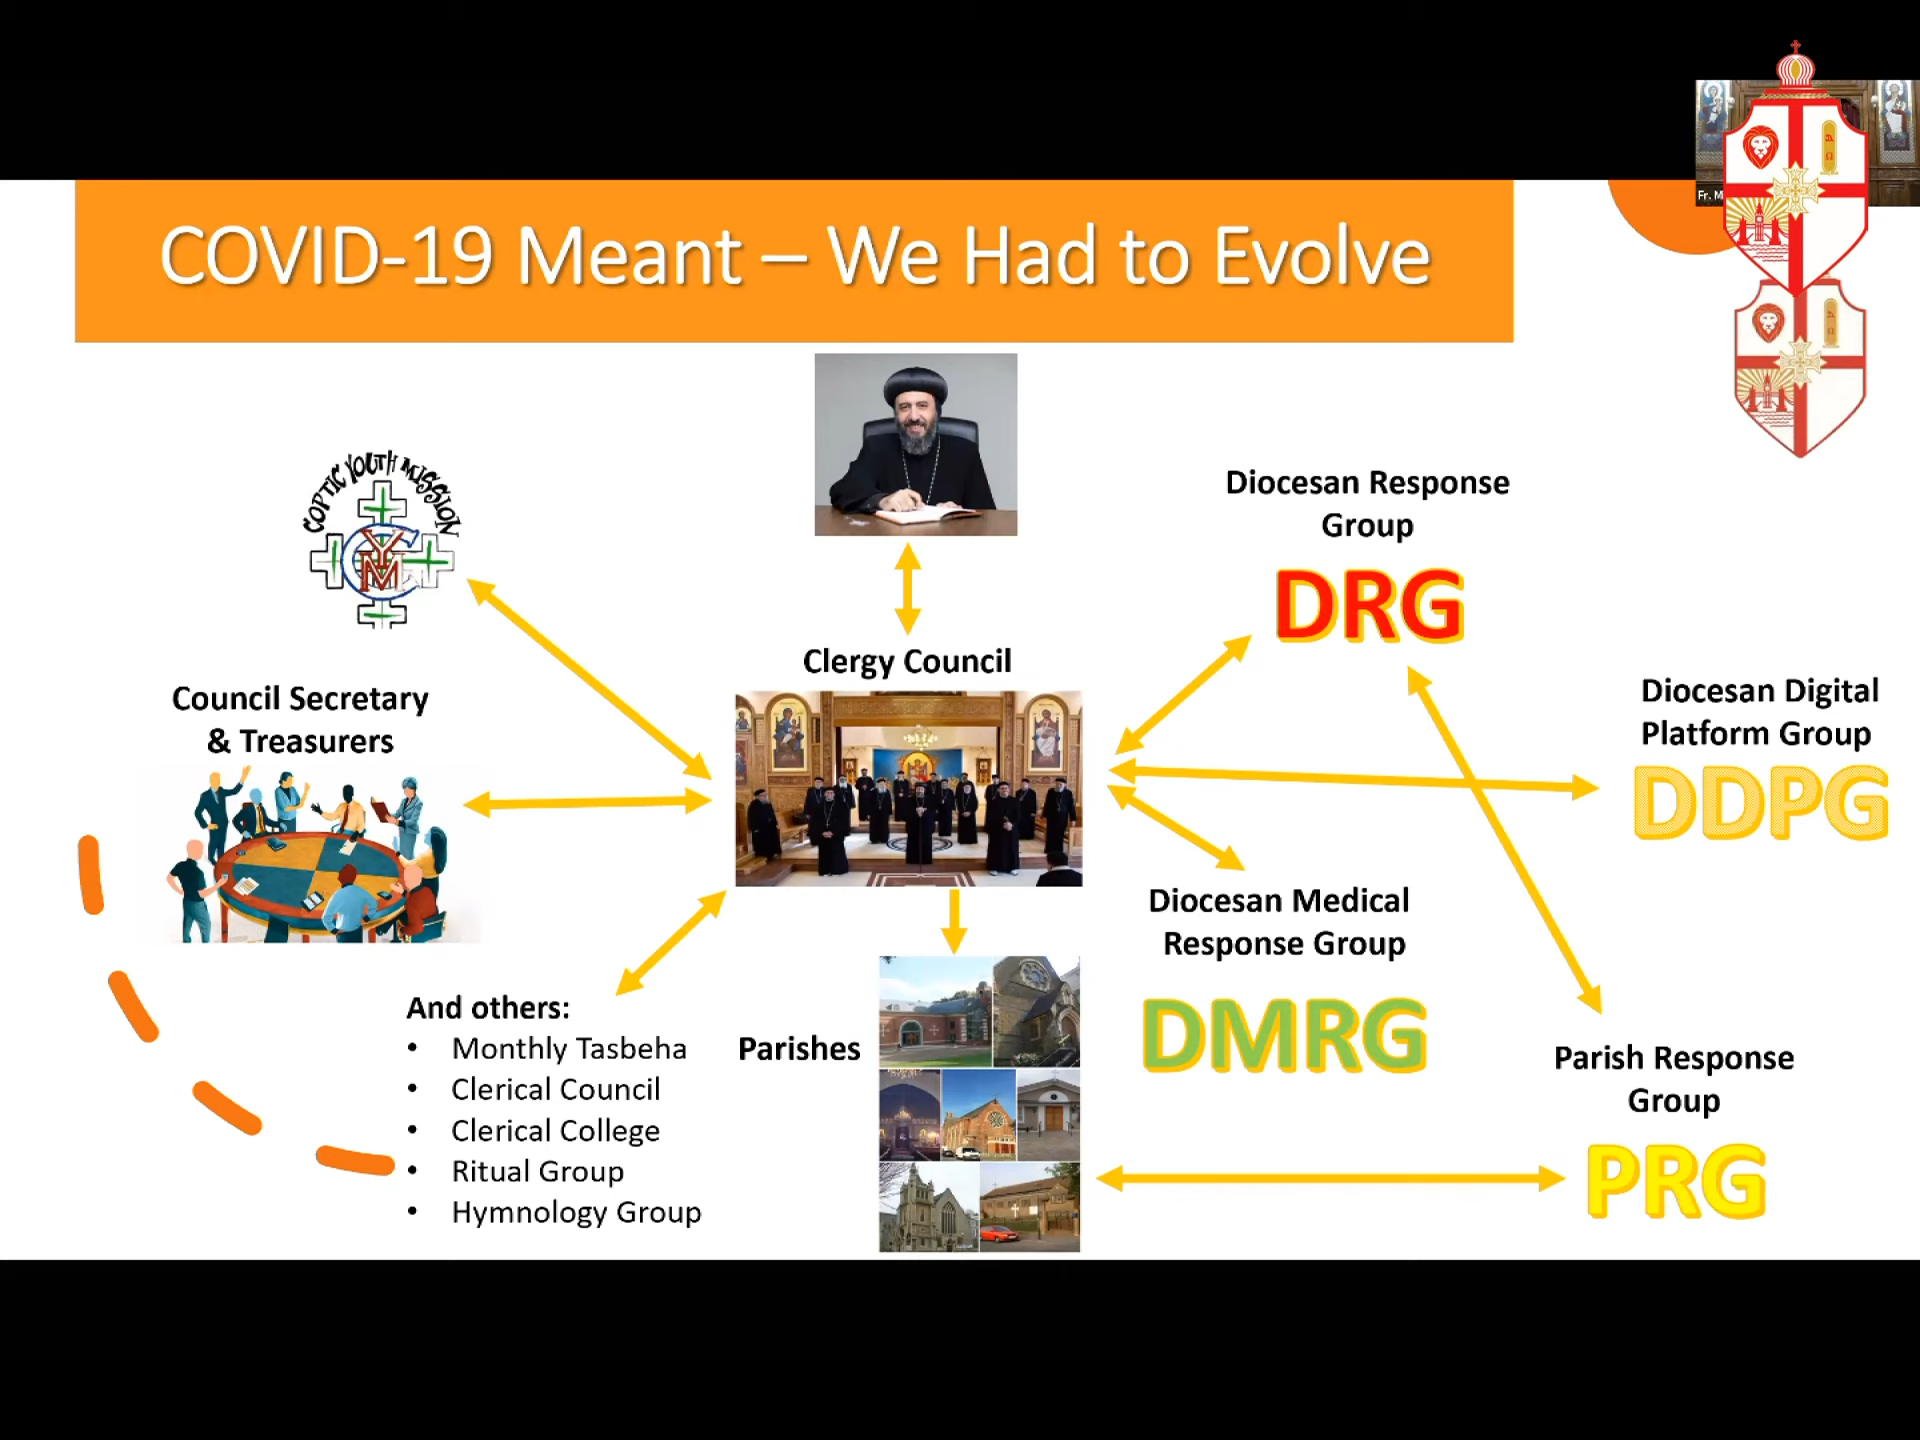 Fr. M
COVID-19 Meant – We Had to Evolve
COPTIC YOUTH MISSION
CYM
Council Secretary
& Treasurers
Clergy Council
Diocesan Response
Group
DRG
Diocesan Digital
Platform Group
DDPG
Diocesan Medical
Response Group
DMRG
And others:
• Monthly Tasbeha
• Clerical Council
• Clerical College
• Ritual Group
• Hymnology Group
Parishes
Parish Response
Group
PRG